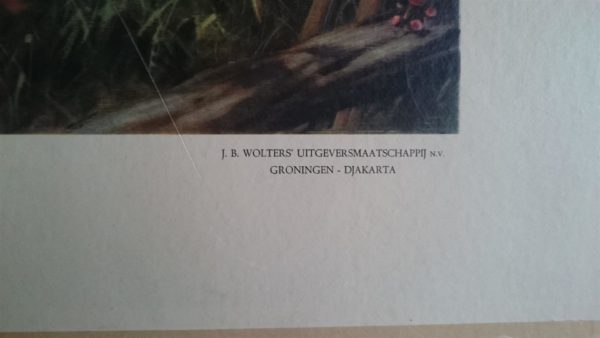 J. B. WOLTERS' UITGEVERSMAATSCHAPPIJ N.V.
GRONINGEN - DJAKARTA